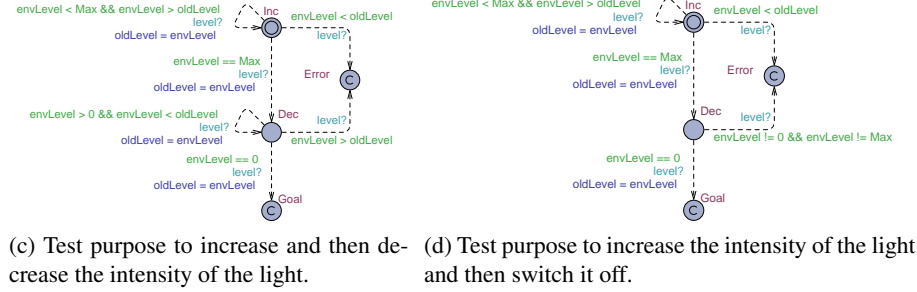 envLevel < Max && envLevel > oldLevel
Inc
envLevel < oldLevel
level?
level?
oldLevel = envLevel
envLevel == Max
level?
oldLevel = envLevel
Error
C
envLevel > 0 && envLevel < oldLevel
Dec
level?
level?
oldLevel = envLevel
envLevel > oldLevel
envLevel == 0
level?
oldLevel = envLevel
Goal
C
(c) Test purpose to increase and then de-
crease the intensity of the light.
envLevel < Max && envLevel > oldLevel
Inc
envLevel < oldLevel
level?
level?
oldLevel = envLevel
envLevel == Max
level?
oldLevel = envLevel
Error
C
Dec
level?
envLevel != 0 && envLevel != Max
envLevel == 0
level?
oldLevel = envLevel
Goal
C
(d) Test purpose to increase the intensity of the light
and then switch it off.